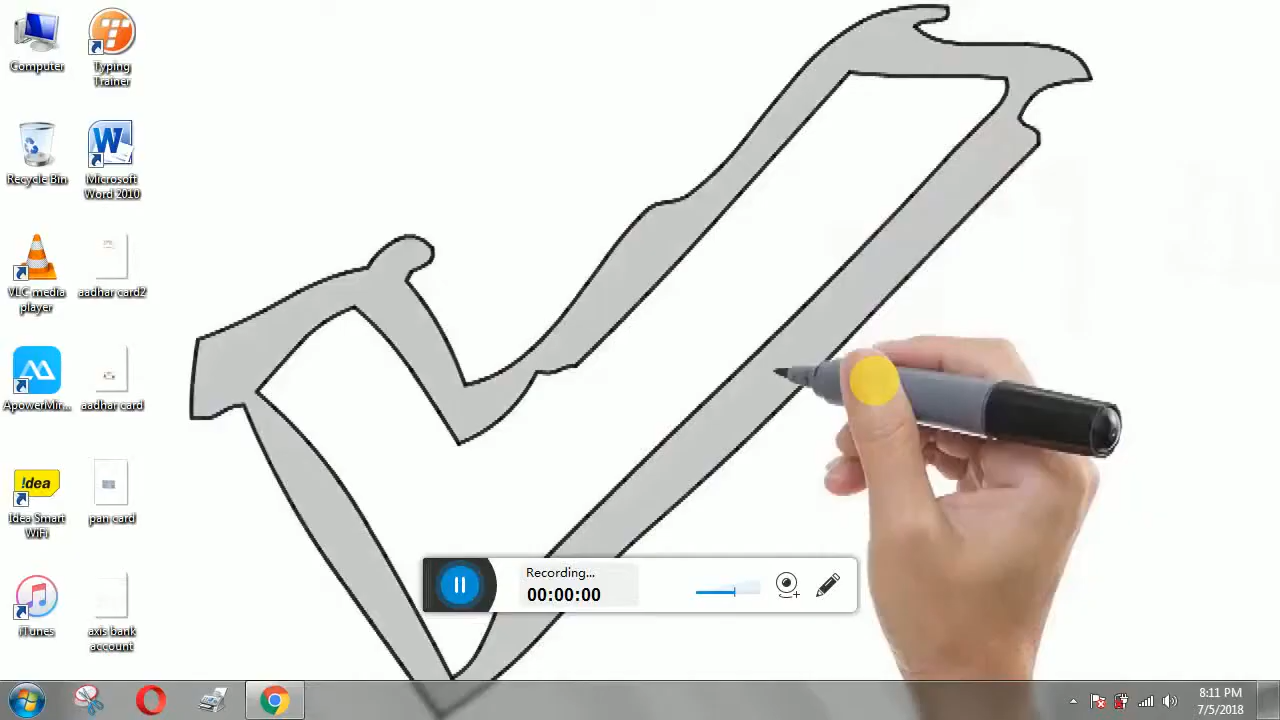 Computer
Typing
Trainer
Recycle Bin
W
Microsoft
Word 2010
VLC media
player
aadhar card2
ApowerMir...
aadhar card
!dea
Idea Smart
WiFi
pan card
iTunes
axis bank
account
Recording...
00:00:00
8:11 PM
7/5/2018